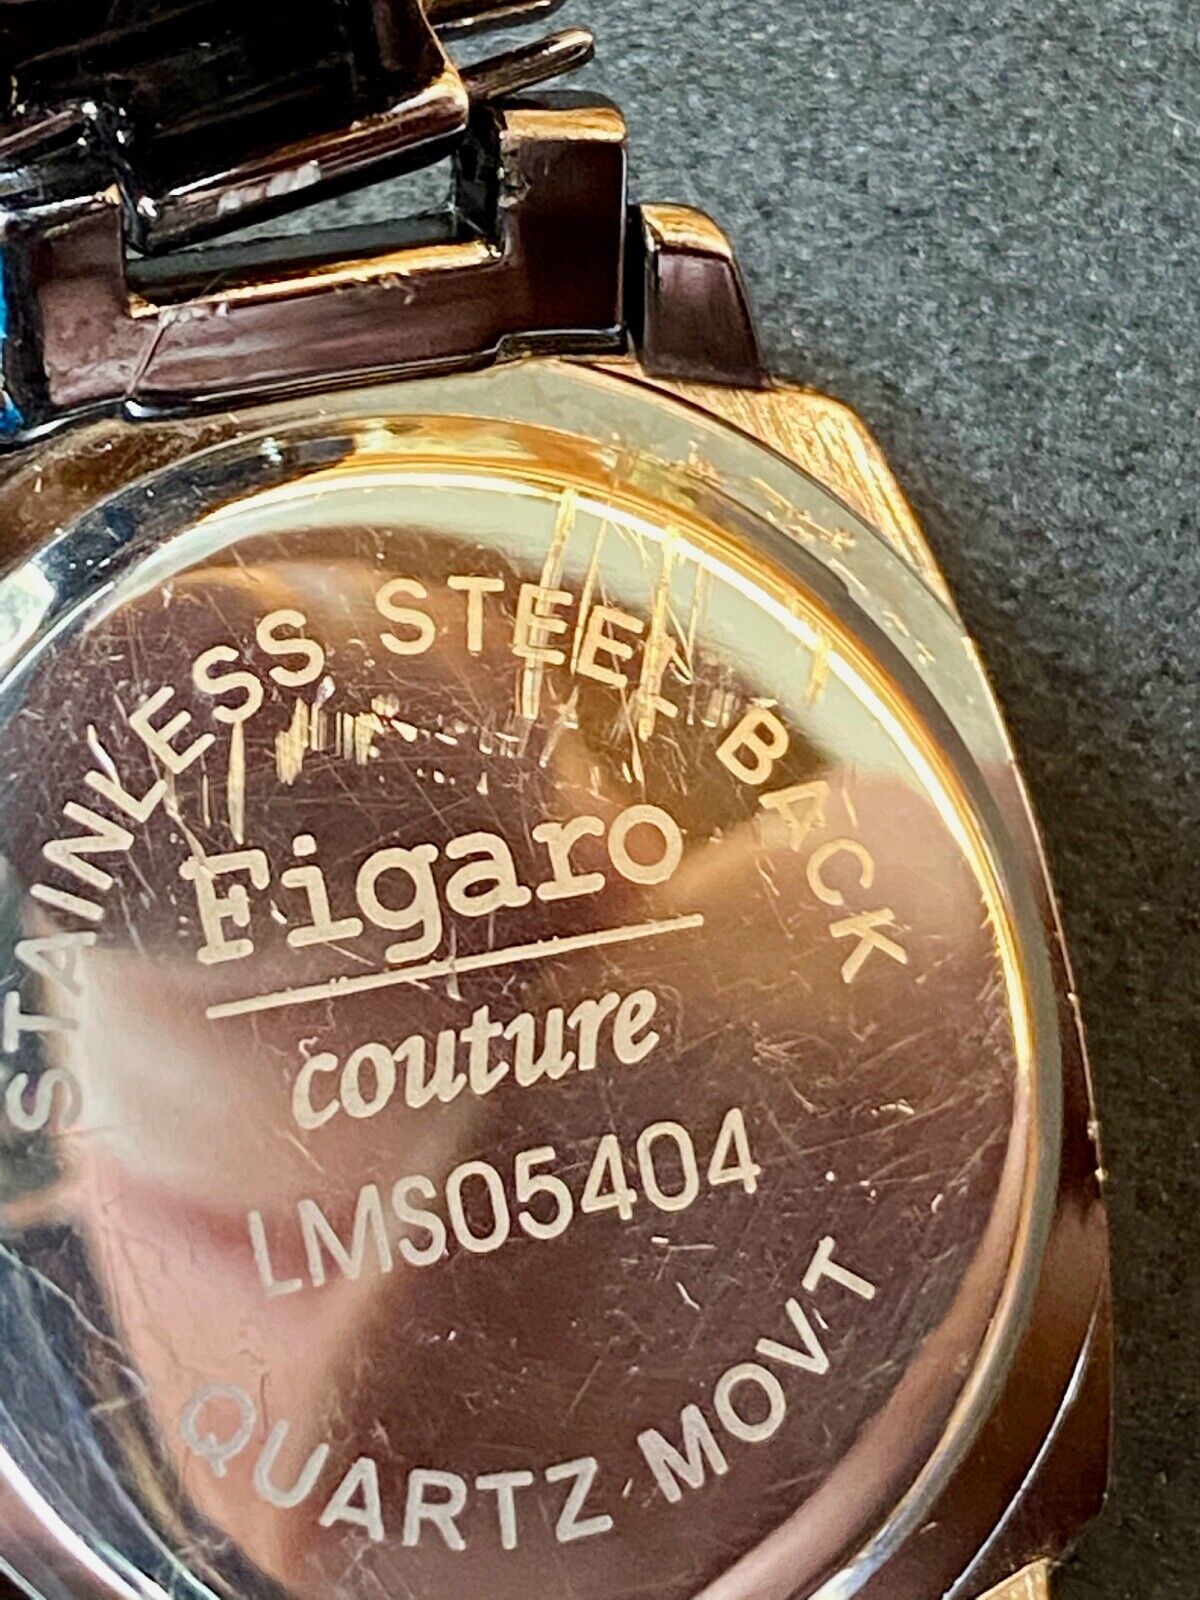 STAINLESS STEEL BACK
Figaro
couture
LMS05404
QUARTZ MOVT